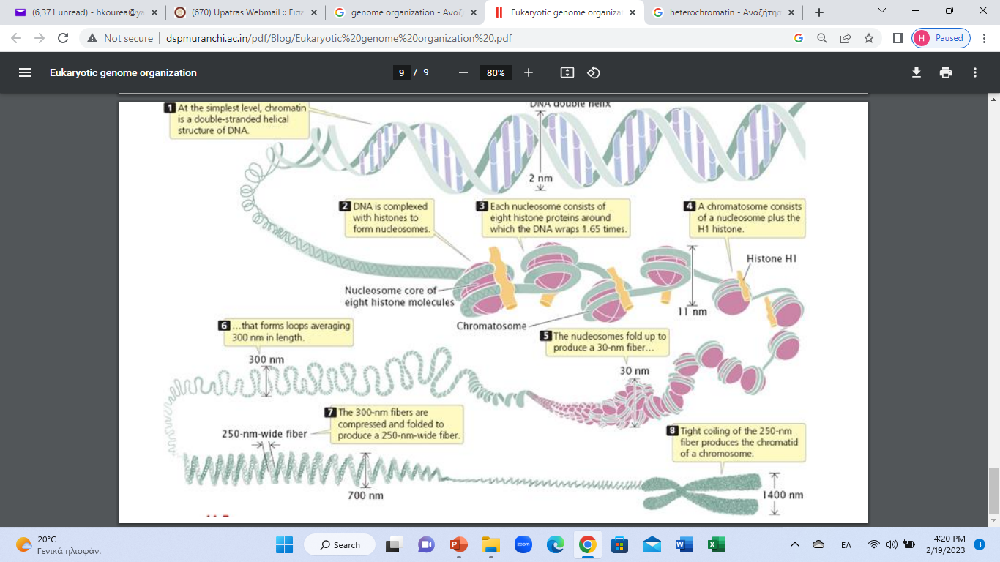 (6,371 unread) - hkourea@ya
(670) Upatras Webmail :: Εισε
genome organization - Αναζ
Eukaryotic genome organizat
heterochromatin - Αναζήτησ
Not secure
dspmuranchi.ac.in/pdf/Blog/Eukaryotic%20genome%20organization%20.pdf
H Paused
Eukaryotic genome organization
9 / 9
80%
1 At the simplest level, chromatin
is a double-stranded helical
structure of DNA.
DNA double helix
2 nm
2 DNA is complexed
with histones to
form nucleosomes.
3 Each nucleosome consists of
eight histone proteins around
which the DNA wraps 1.65 times.
4 A chromatosome consists
of a nucleosome plus the
H1 histone.
Histone H1
Nucleosome core of
eight histone molecules
Chromatosome
11 nm
6 …that forms loops averaging
300 nm in length.
300 nm
5 The nucleosomes fold up to
produce a 30-nm fiber…
30 nm
7 The 300-nm fibers are
compressed and folded to
produce a 250-nm-wide fiber.
250-nm-wide fiber
8 Tight coiling of the 250-nm
fiber produces the chromatid
of a chromosome.
700 nm
1400 nm
20°C
Γενικά ηλιοφάν.
Search
zoom
ΕΛ
4:20 PM
2/19/2023
3